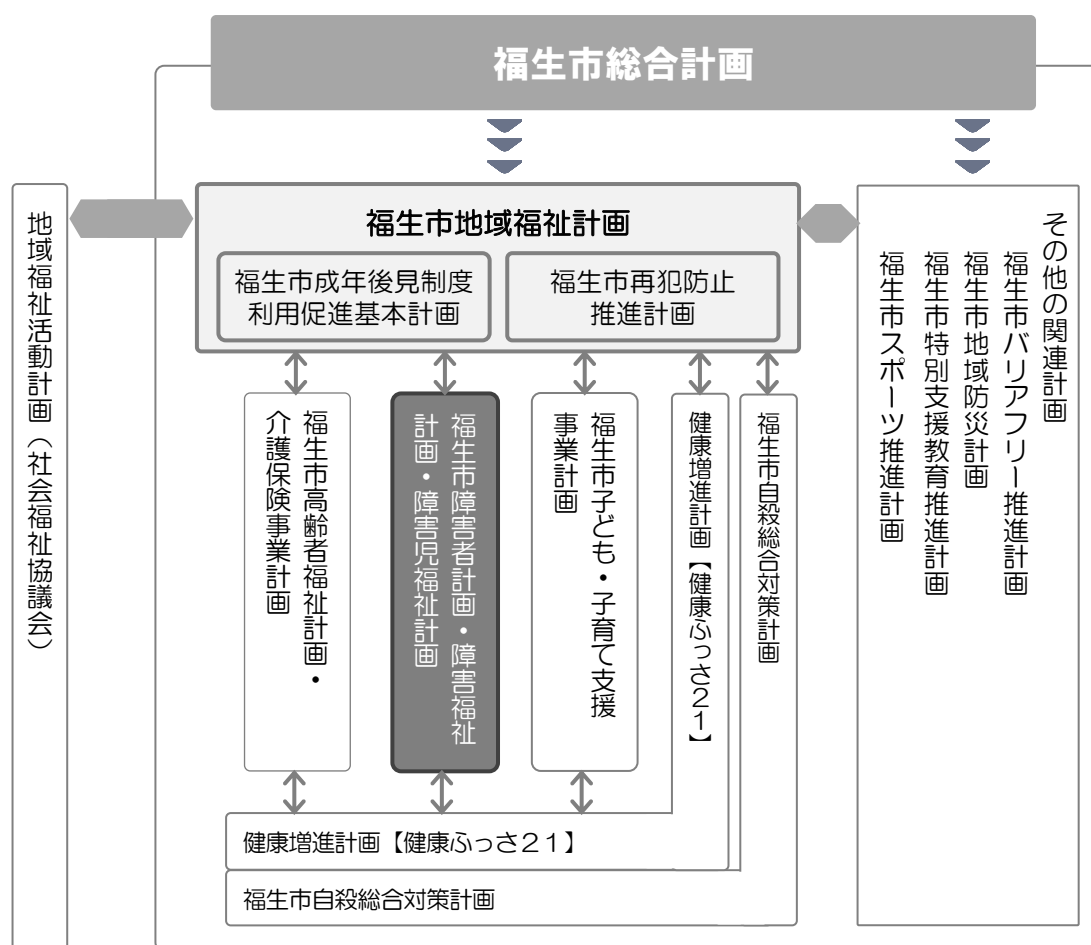 福生市総合計画
地域福祉活動計画（社会福祉協議会）
福生市地域福祉計画
福生市成年後見制度
利用促進基本計画
福生市再犯防止
推進計画
福生市高齢者福祉計画・
介護保険事業計画
福生市障害者計画・障害福祉
計画・障害児福祉計画
福生市子ども・子育て支援
事業計画
健康増進計画【健康ふっさ２１】
福生市自殺総合対策計画
その他の関連計画
福生市バリアフリー推進計画
福生市地域防災計画
福生市特別支援教育推進計画
福生市スポーツ推進計画
健康増進計画【健康ふっさ２１】
福生市自殺総合対策計画